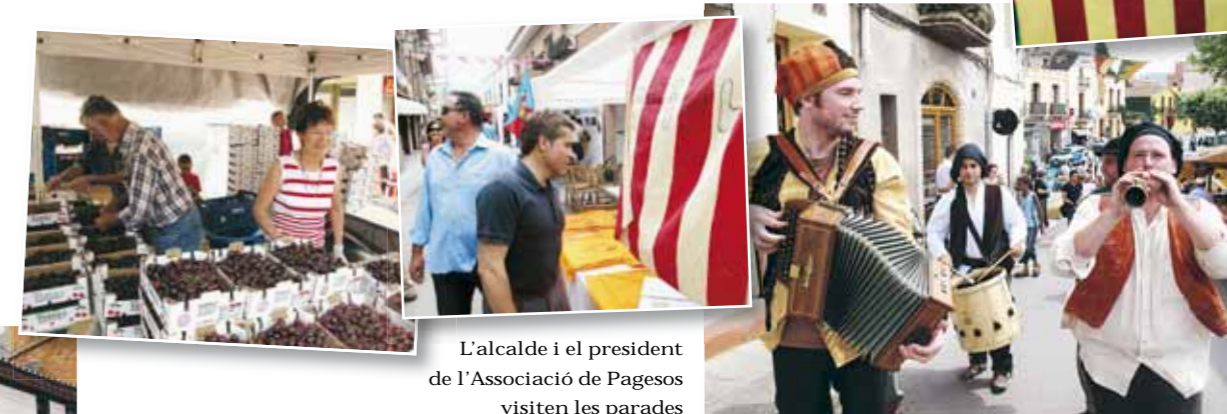 L'alcalde i el president
de l'Associació de Pagesos
visiten les parades